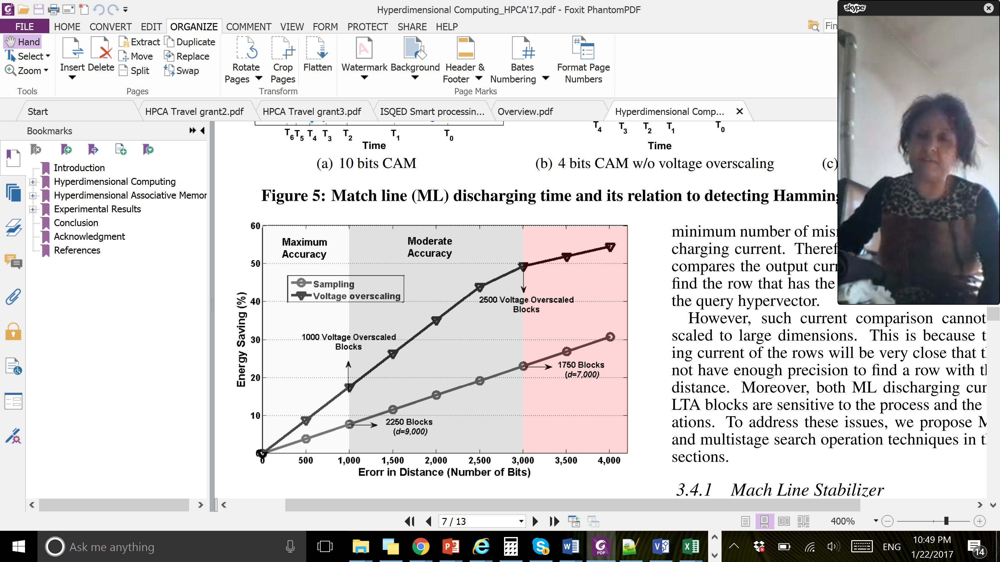 Hyperdimensional Computing_HPCA'17.pdf - Foxit PhantomPDF
skype
FILE HOME CONVERT EDIT ORGANIZE COMMENT VIEW FORM PROTECT SHARE HELP
Fin
Hand
Select
Zoom
Tools
Insert Delete
Extract
Move
Split
Duplicate
Replace
Swap
Pages
Rotate Pages
Crop Pages
Flatten
Transform
Watermark
Background
Header & Footer
Bates Numbering
Format Page Numbers
Page Marks
Start
HPCA Travel grant2.pdf
HPCA Travel grant3.pdf
ISQED Smart processin...
Overview.pdf
Hyperdimensional Comp...
Bookmarks
Introduction
Hyperdimensional Computing
Hyperdimensional Associative Memor
Experimental Results
Conclusion
Acknowledgment
References
T6 T5 T4 T3 T2 T1 T0
Time
(a) 10 bits CAM
T4 T3 T2 T1 T0
Time
(b) 4 bits CAM w/o voltage overscaling
(c)
Figure 5: Match line (ML) discharging time and its relation to detecting Hamming
Energy Saving (%)
60
50
40
30
20
10
0
Maximum
Accuracy
Moderate
Accuracy
Sampling
Voltage overscaling
2500 Voltage Overscaled
Blocks
1000 Voltage Overscaled
Blocks
1750 Blocks
(d=7,000)
2250 Blocks
(d=9,000)
0 500 1,000 1,500 2,000 2,500 3,000 3,500 4,000
Erorr in Distance (Number of Bits)
minimum number of mis
charging current. Theref
compares the output curr
find the row that has the
the query hypervector.
However, such current comparison cannot
scaled to large dimensions. This is because t
ing current of the rows will be very close that t
not have enough precision to find a row with t
distance. Moreover, both ML discharging cur
LTA blocks are sensitive to the process and the
ations. To address these issues, we propose M
and multistage search operation techniques in t
sections.
3.4.1 Mach Line Stabilizer
7 / 13
400%
Ask me anything
ENG
10:49 PM
1/22/2017
14